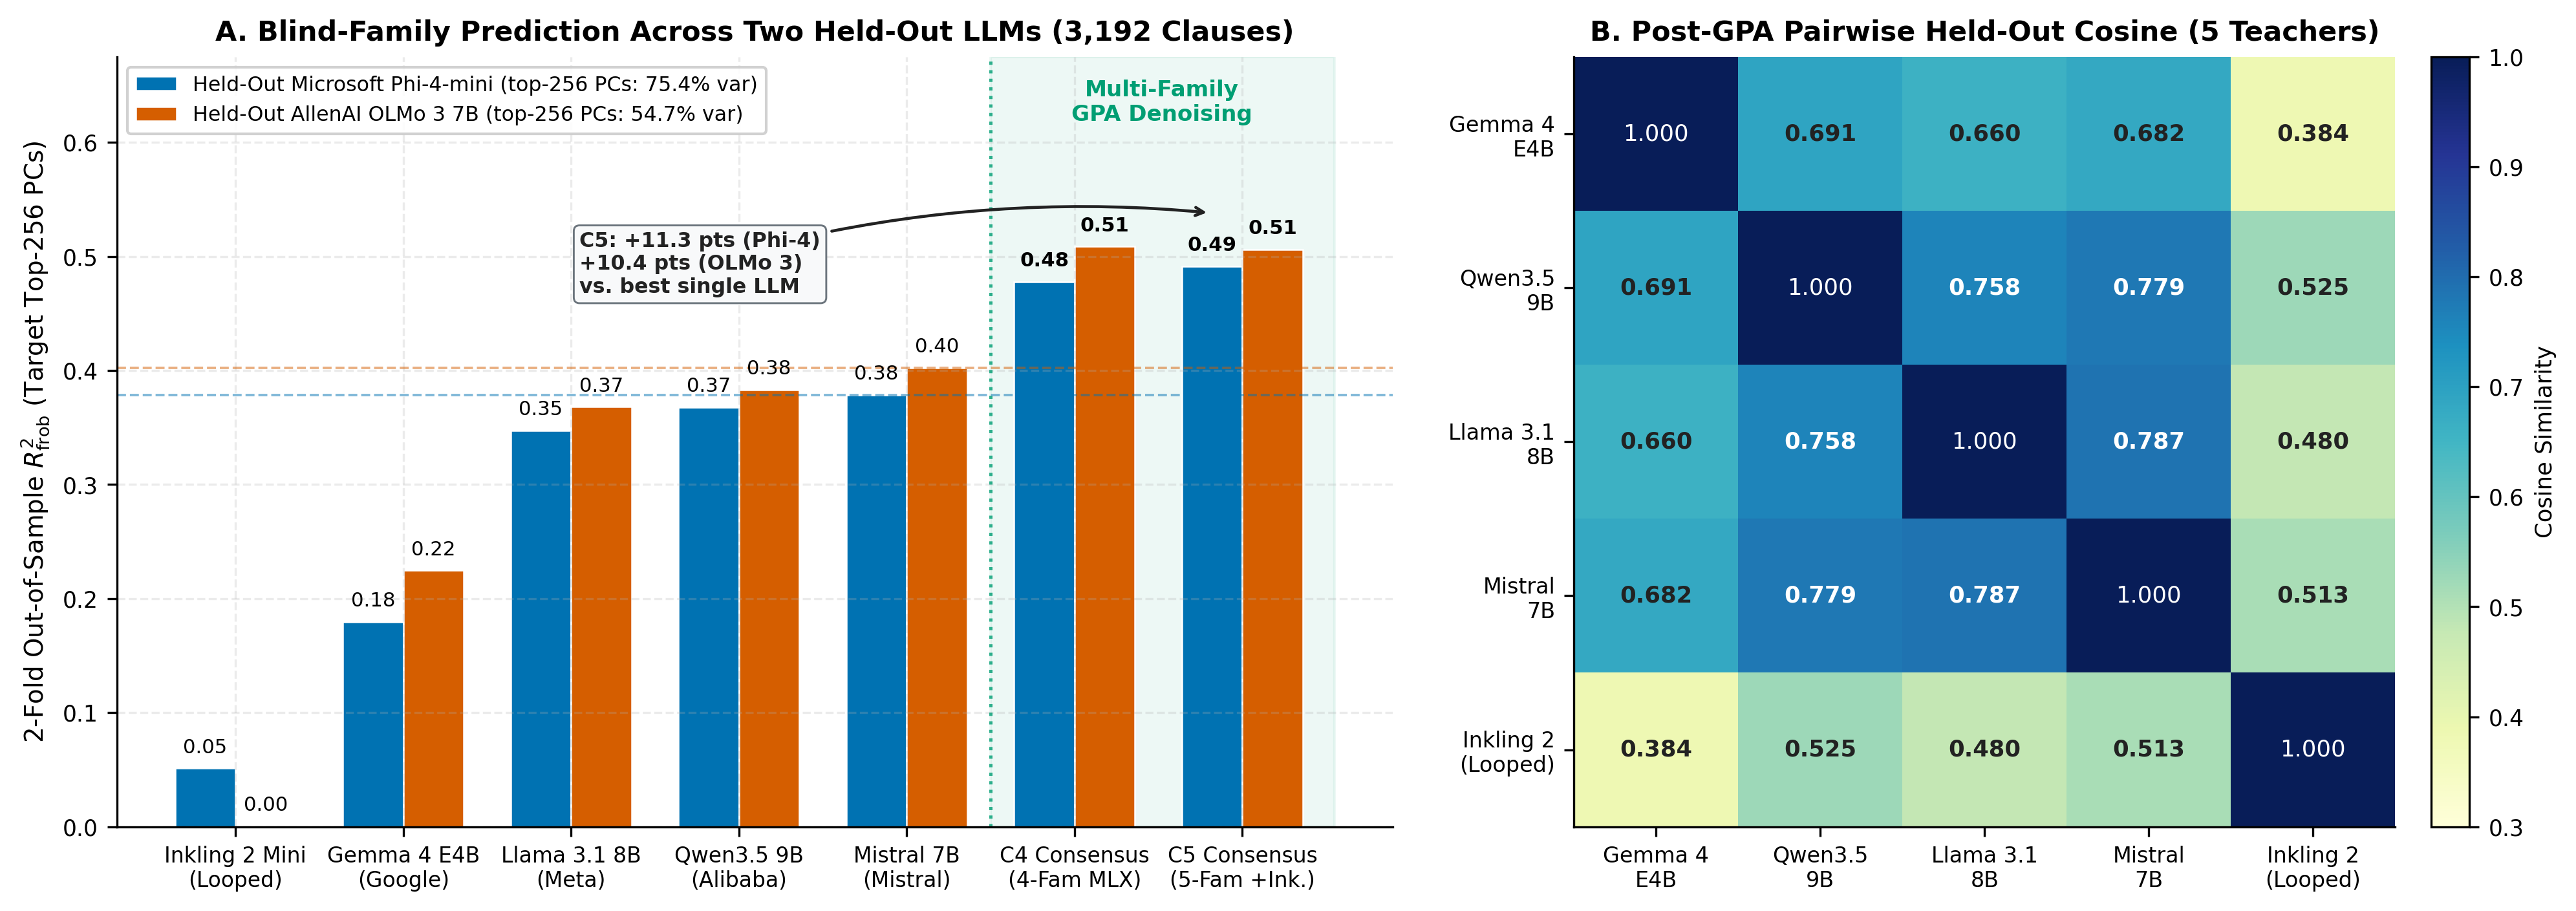 A. Blind-Family Prediction Across Two Held-Out LLMs (3,192 Clauses)
Held-Out Microsoft Phi-4-mini (top-256 PCs: 75.4% var)
Held-Out AllenAI OLMo 3 7B (top-256 PCs: 54.7% var)
Multi-Family
GPA Denoising
2-Fold Out-of-Sample R²frob (Target Top-256 PCs)
0.6
0.5
0.4
0.3
0.2
0.1
0.0
C5: +11.3 pts (Phi-4)
+10.4 pts (OLMo 3)
vs. best single LLM
0.05
0.00
0.18
0.22
0.35
0.37
0.37
0.38
0.38
0.40
0.48
0.51
0.49
0.51
Inkling 2 Mini
(Looped)
Gemma 4 E4B
(Google)
Llama 3.1 8B
(Meta)
Qwen3.5 9B
(Alibaba)
Mistral 7B
(Mistral)
C4 Consensus
(4-Fam MLX)
C5 Consensus
(5-Fam +Ink.)
B. Post-GPA Pairwise Held-Out Cosine (5 Teachers)
Gemma 4
E4B
1.000 0.691 0.660 0.682 0.384
Qwen3.5
9B
0.691 1.000 0.758 0.779 0.525
Llama 3.1
8B
0.660 0.758 1.000 0.787 0.480
Mistral
7B
0.682 0.779 0.787 1.000 0.513
Inkling 2
(Looped)
0.384 0.525 0.480 0.513 1.000
Gemma 4
E4B
Qwen3.5
9B
Llama 3.1
8B
Mistral
7B
Inkling 2
(Looped)
1.0
0.9
0.8
0.7
0.6
0.5
0.4
0.3
Cosine Similarity